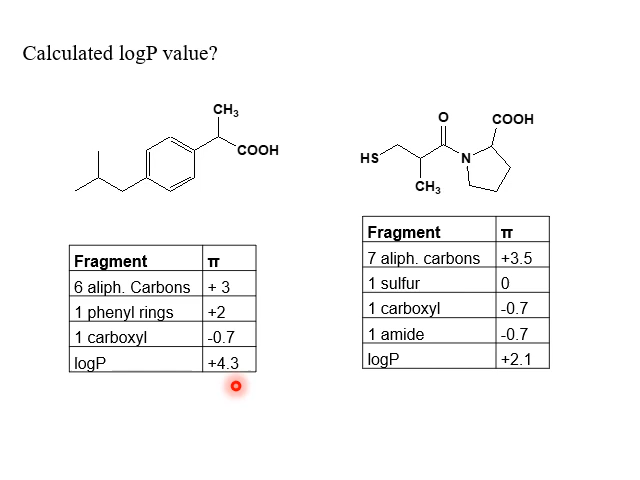 Calculated logP value?
CH3
COOH
O
COOH
HS
N
CH3
Fragment π
6 aliph. Carbons + 3
1 phenyl rings +2
1 carboxyl -0.7
logP +4.3
Fragment π
7 aliph. carbons +3.5
1 sulfur 0
1 carboxyl -0.7
1 amide -0.7
logP +2.1